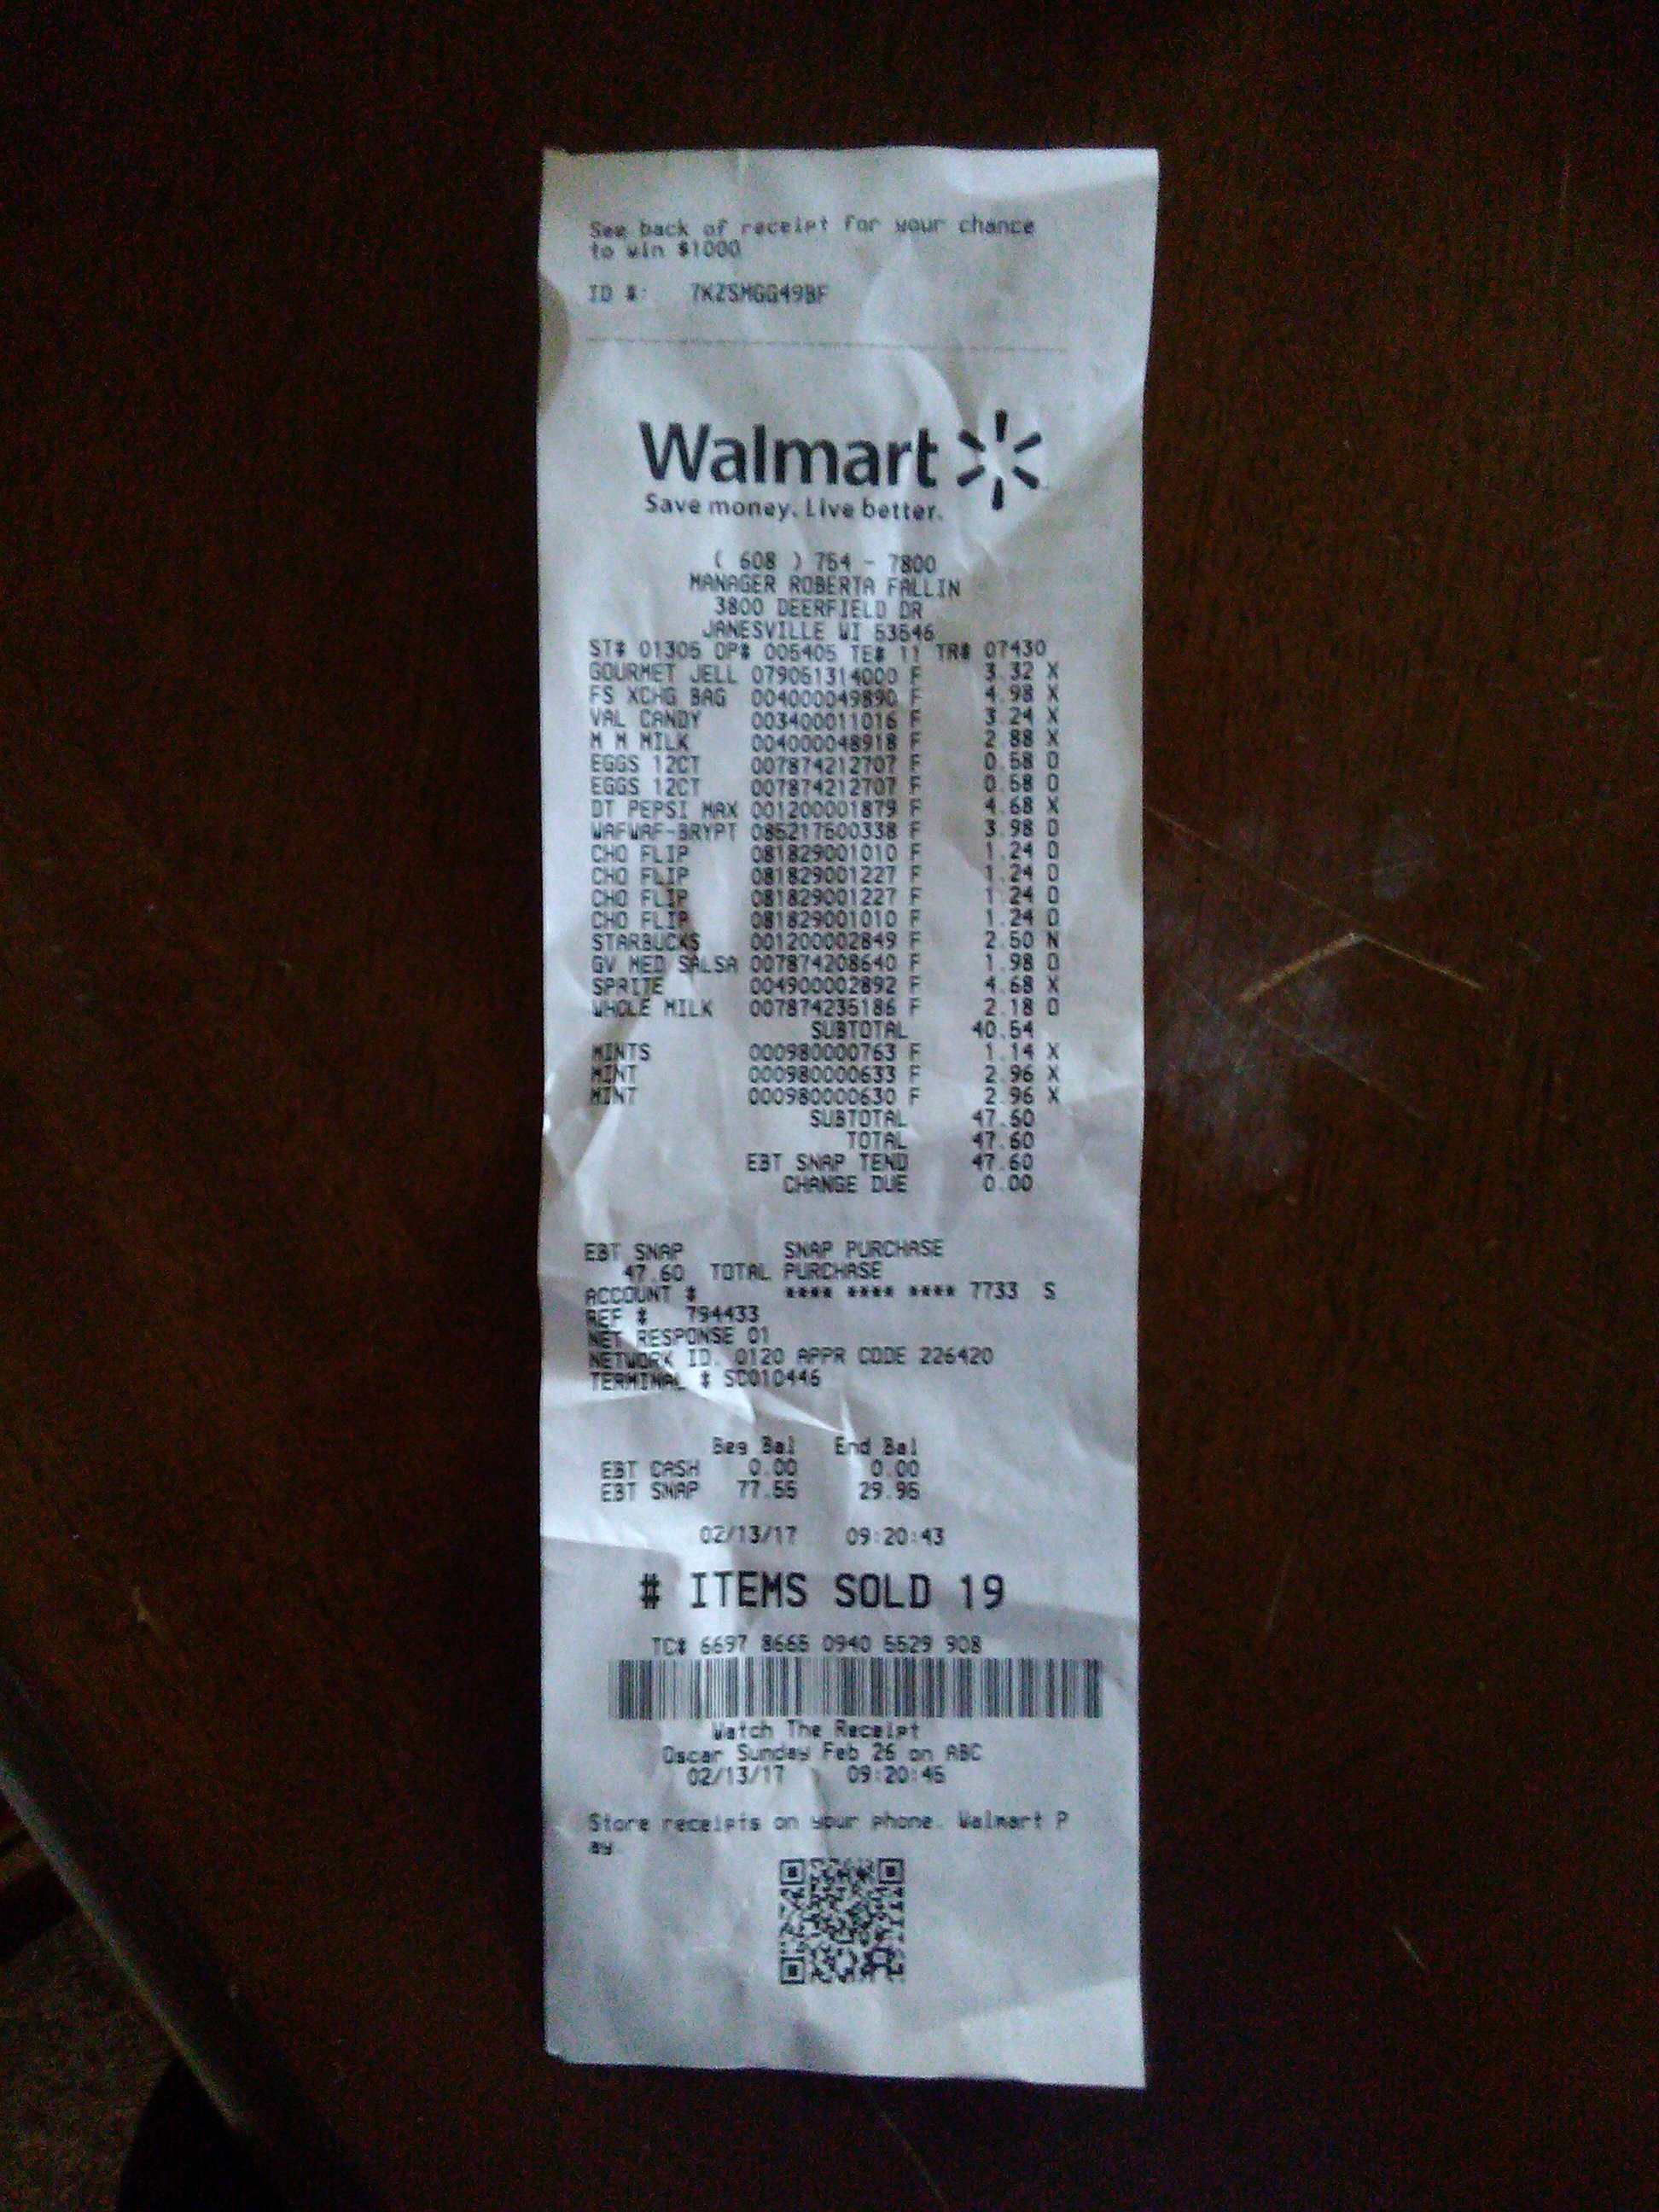 See back of receipt for your chance
to win $1000
ID #: 7KZSMGG49BF
Walmart
Save money. Live better.
( 608 ) 754 - 7800
MANAGER ROBERTA FALLIN
3800 DEERFIELD DR
JANESVILLE WI 53546
ST# 01305 OP# 005405 TE# 11 TR# 07430
GOURMET JELL 079051314000 F 3.32 X
FS XCHG BAG 004000049890 F 4.98 X
VAL CANDY 003400011016 F 3.24 X
M M MILK 004000048918 F 2.88 X
EGGS 12CT 007874212707 F 0.58 O
EGGS 12CT 007874212707 F 0.58 O
DT PEPSI MAX 001200001879 F 4.68 X
WAFWAF-BRYPT 085217500338 F 3.98 O
CHO FLIP 081829001010 F 1.24 O
CHO FLIP 081829001227 F 1.24 O
CHO FLIP 081829001227 F 1.24 O
CHO FLIP 081829001010 F 1.24 O
STARBUCKS 001200002849 F 2.50 N
GV MED SALSA 007874208640 F 1.98 O
SPRITE 004900002892 F 4.68 X
WHOLE MILK 007874235186 F 2.18 O
SUBTOTAL 40.54
MINTS 000980000763 F 1.14 X
MINT 000980000633 F 2.96 X
MINT 000980000630 F 2.96 X
SUBTOTAL 47.60
TOTAL 47.60
EBT SNAP TEND 47.60
CHANGE DUE 0.00
EBT SNAP SNAP PURCHASE
47.60 TOTAL PURCHASE
ACCOUNT # **** **** **** 7733 S
REF # 794433
NET RESPONSE 01
NETWORK ID. 0120 APPR CODE 226420
TERMINAL # SC010446
Beg Bal End Bal
EBT CASH 0.00 0.00
EBT SNAP 77.55 29.95
02/13/17 09:20:43
# ITEMS SOLD 19
TC# 6697 8665 0940 5529 908
Watch The Receipt
Oscar Sunday Feb 26 on ABC
02/13/17 09:20:45
Store receipts on your phone. Walmart P
ay.